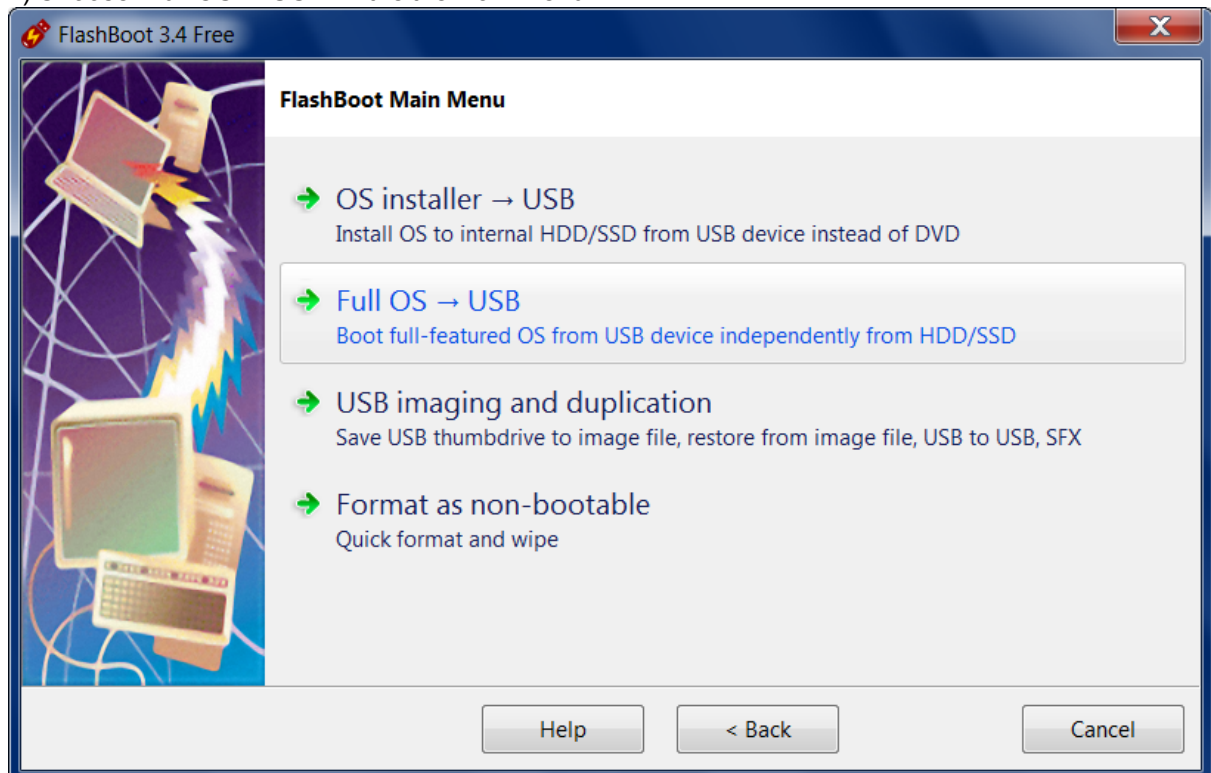 FlashBoot 3.4 Free
FlashBoot Main Menu
OS installer → USB
Install OS to internal HDD/SSD from USB device instead of DVD
Full OS → USB
Boot full-featured OS from USB device independently from HDD/SSD
USB imaging and duplication
Save USB thumbdrive to image file, restore from image file, USB to USB, SFX
Format as non-bootable
Quick format and wipe
Help
< Back
Cancel